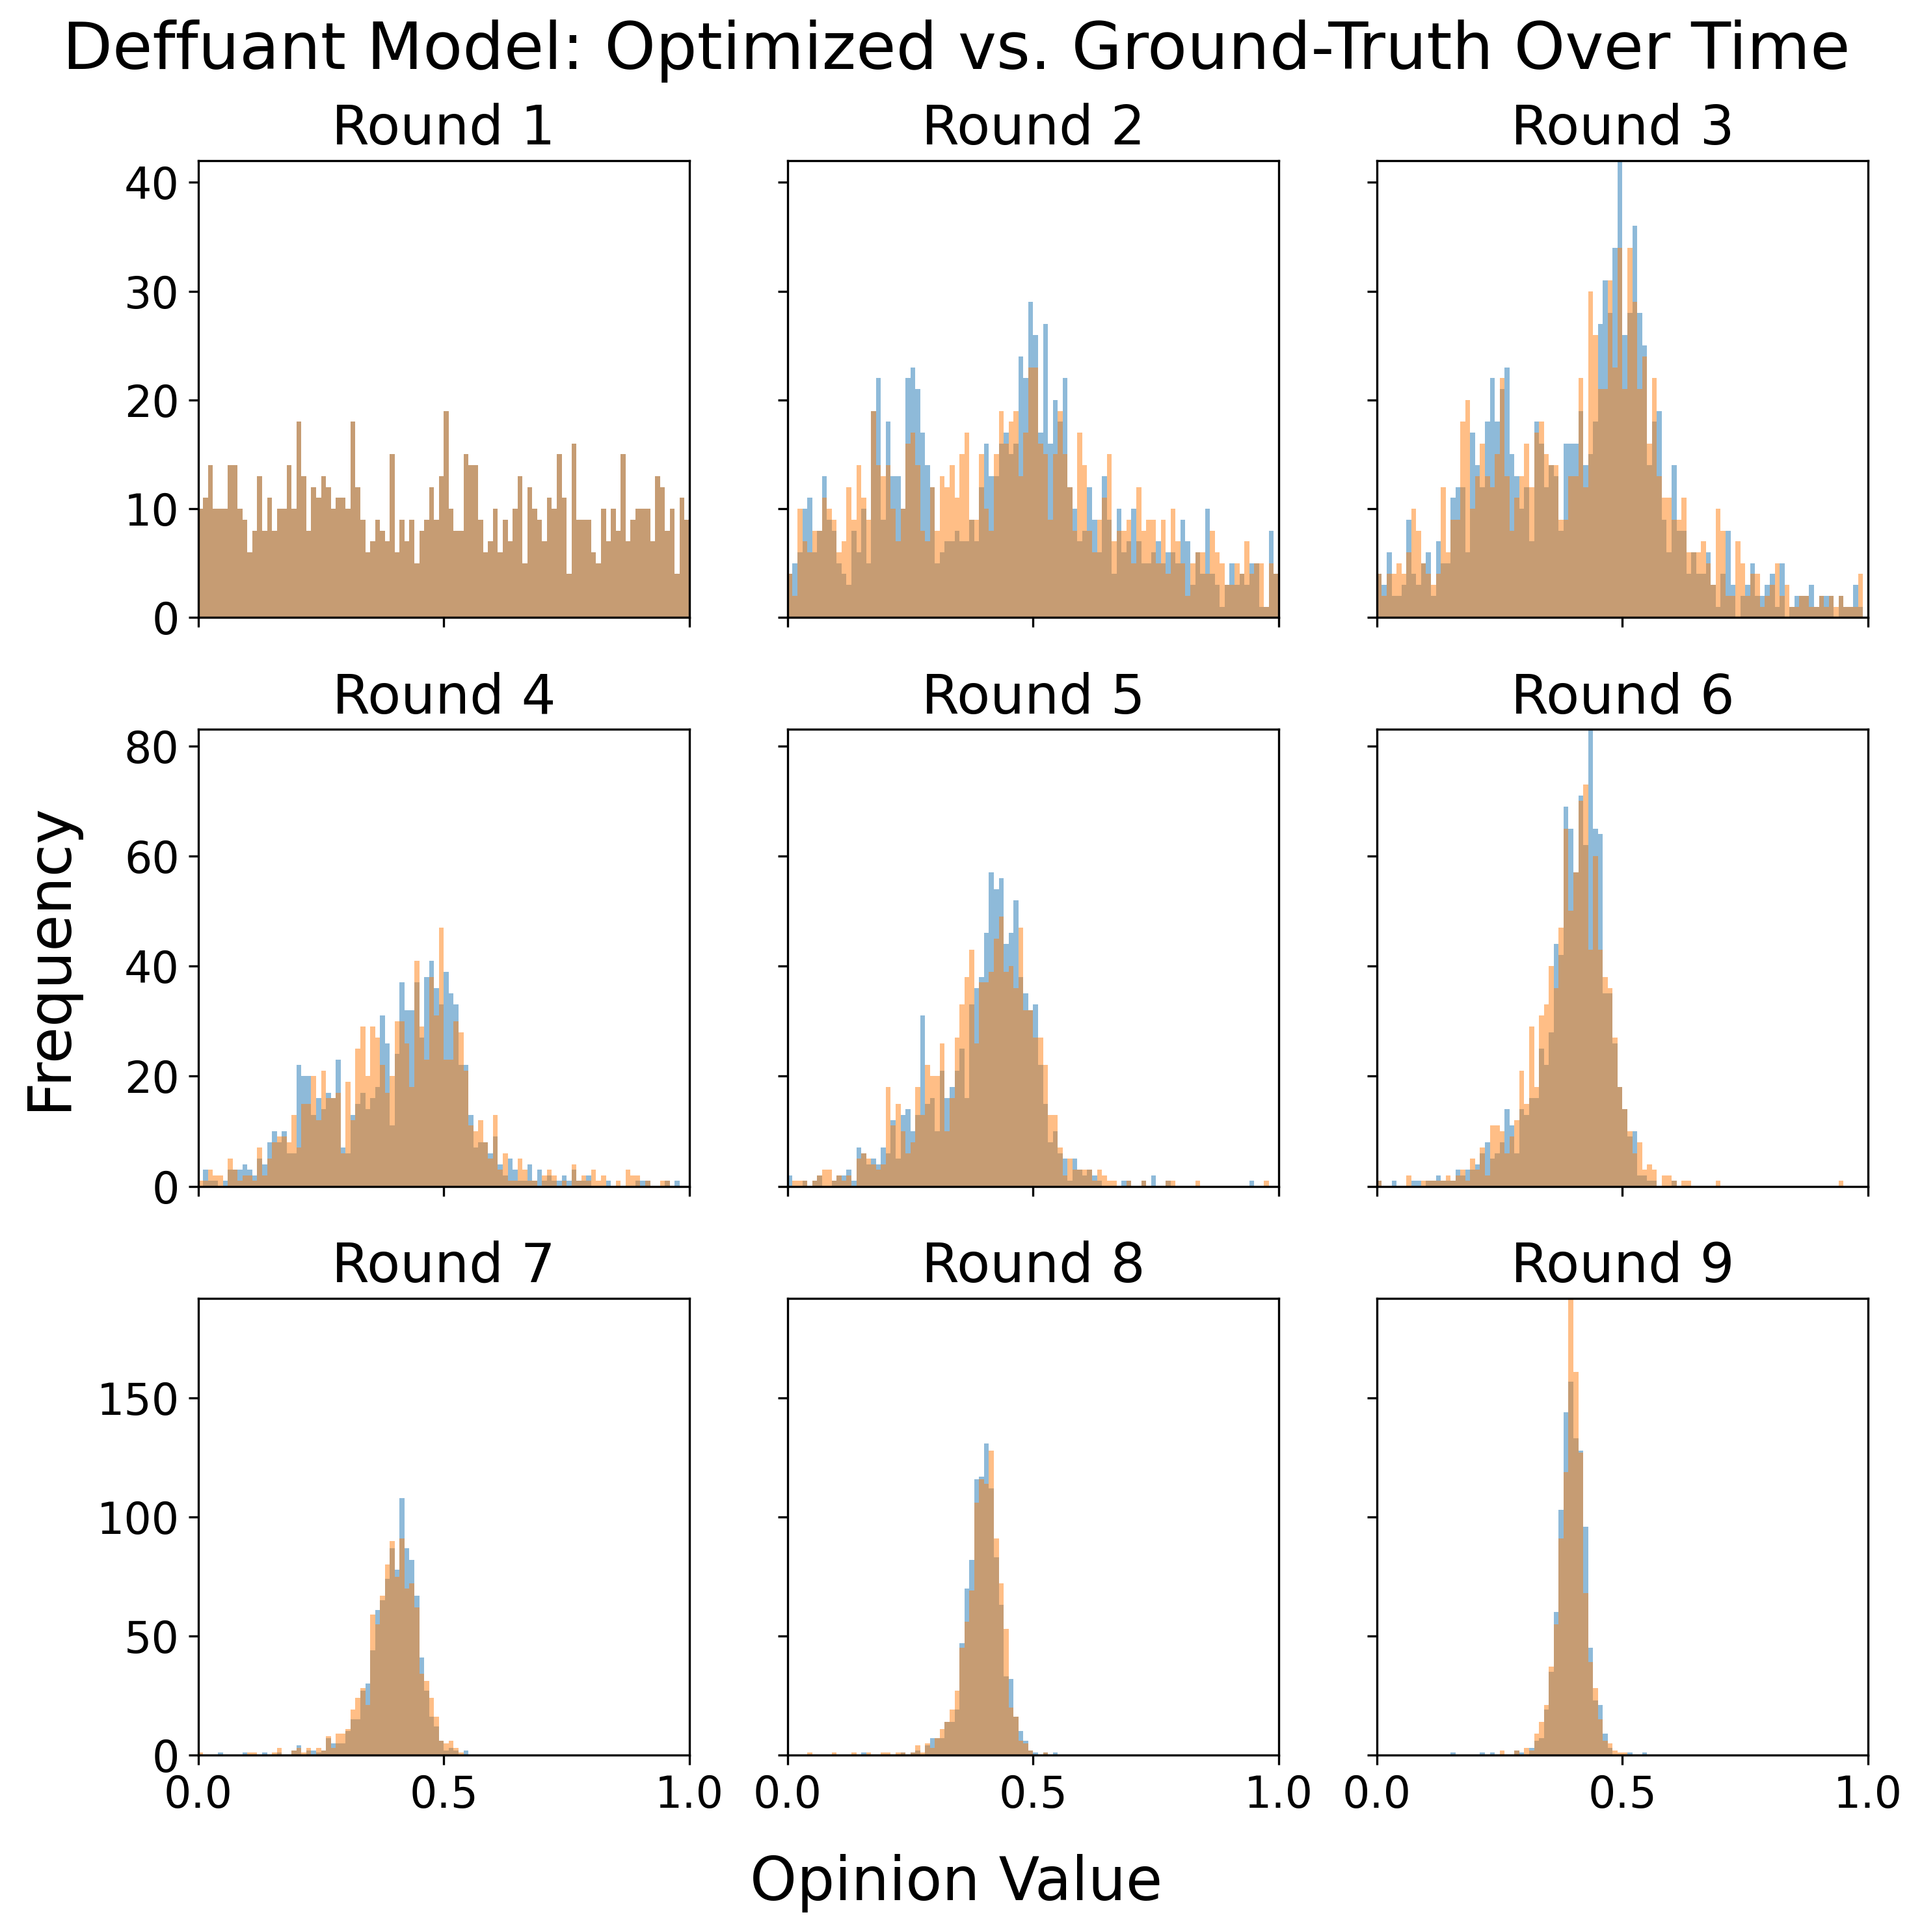 Deffuant Model: Optimized vs. Ground-Truth Over Time
Round 1
Round 2
Round 3
40
30
20
10
0
Round 4
Round 5
Round 6
80
60
40
20
0
Frequency
Round 7
Round 8
Round 9
150
100
50
0
0.0 0.5 1.0
0.0 0.5 1.0
0.0 0.5 1.0
Opinion Value